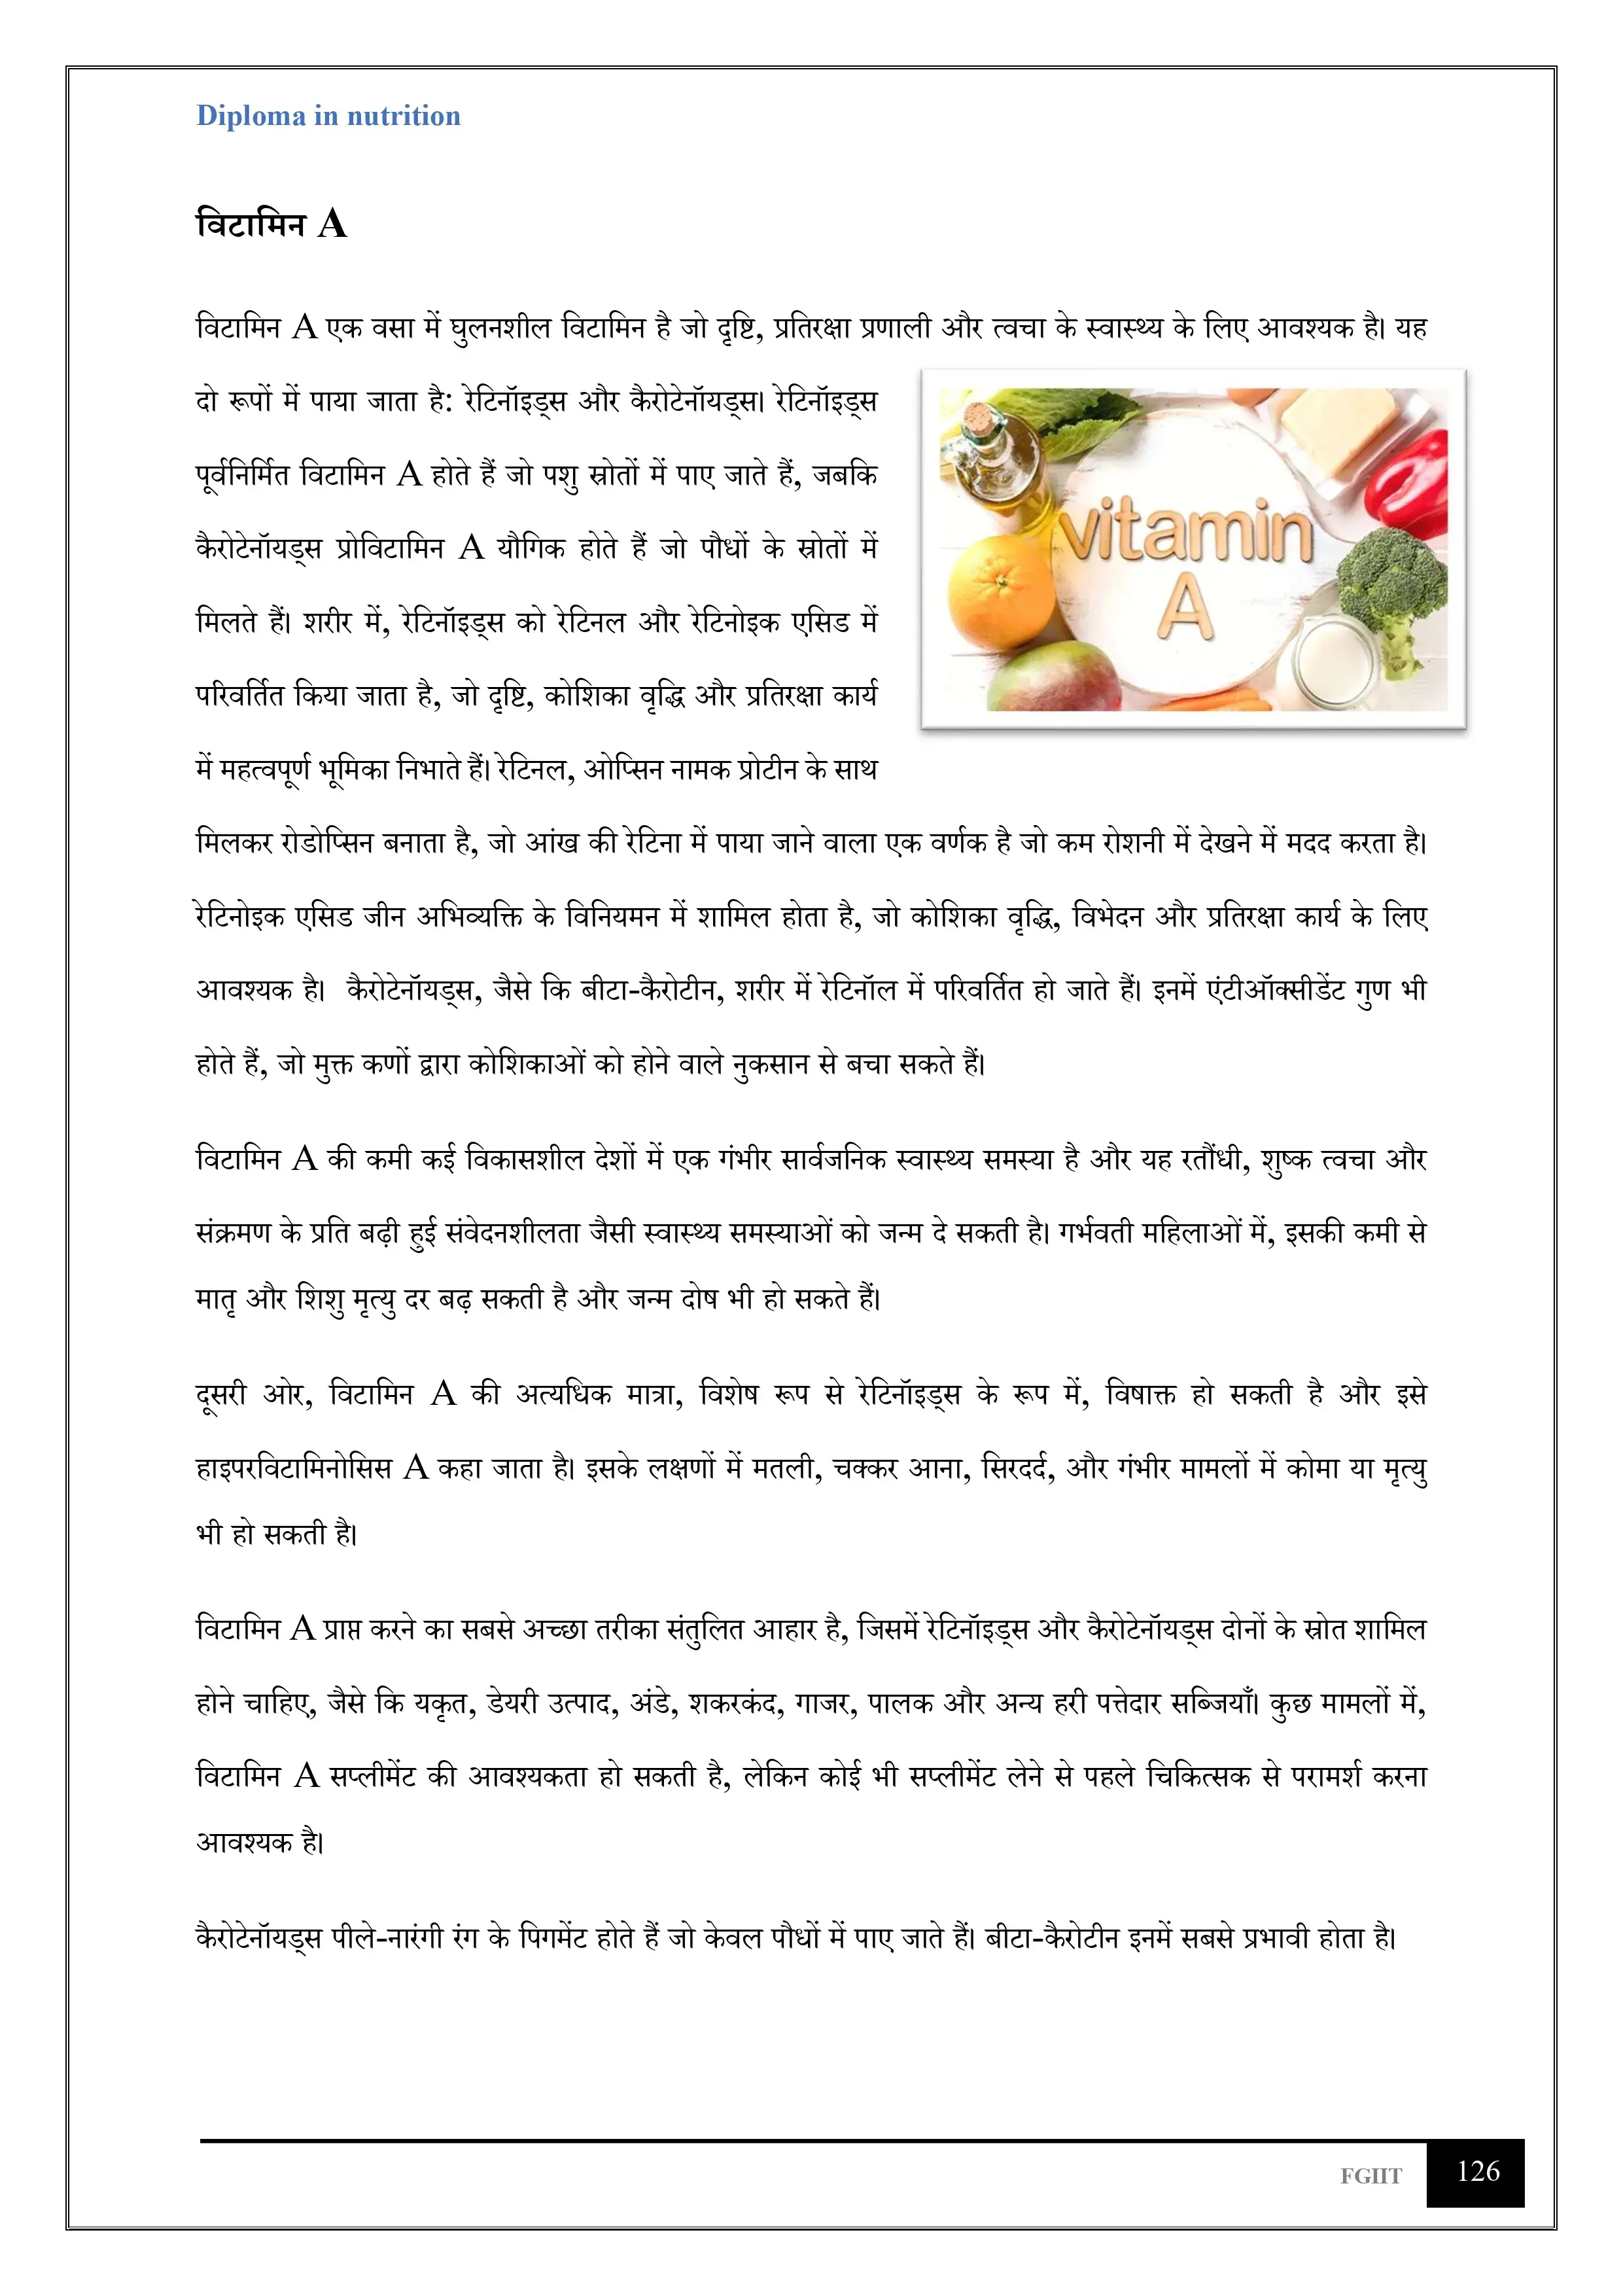 Diploma in nutrition
विटामिन A
विटामिन A एक वसा में घुलनशील विटामिन है जो दृष्टि, प्रतिरक्षा प्रणाली और त्वचा के स्वास्थ्य के लिए आवश्यक है। यह
दो रूपों में पाया जाता है: रेटिनॉइड्स और कैरोटेनॉयड्स। रेटिनॉइड्स
पूर्वनिर्मित विटामिन A होते हैं जो पशु स्रोतों में पाए जाते हैं, जबकि
कैरोटेनॉयड्स प्रोविटामिन A यौगिक होते हैं जो पौधों के स्रोतों में
मिलते हैं। शरीर में, रेटिनॉइड्स को रेटिनल और रेटिनोइक एसिड में
परिवर्तित किया जाता है, जो दृष्टि, कोशिका वृद्धि और प्रतिरक्षा कार्य
में महत्वपूर्ण भूमिका निभाते हैं। रेटिनल, ओप्सिन नामक प्रोटीन के साथ
vitamin
A
मिलकर रोडोप्सिन बनाता है, जो आंख की रेटिना में पाया जाने वाला एक वर्णक है जो कम रोशनी में देखने में मदद करता है।
रेटिनोइक एसिड जीन अभिव्यक्ति के विनियमन में शामिल होता है, जो कोशिका वृद्धि, विभेदन और प्रतिरक्षा कार्य के लिए
आवश्यक है। कैरोटेनॉयड्स, जैसे कि बीटा-कैरोटीन, शरीर में रेटिनॉल में परिवर्तित हो जाते हैं। इनमें एंटीऑक्सीडेंट गुण भी
होते हैं, जो मुक्त कणों द्वारा कोशिकाओं को होने वाले नुकसान से बचा सकते हैं।
विटामिन A की कमी कई विकासशील देशों में एक गंभीर सार्वजनिक स्वास्थ्य समस्या है और यह रतौंधी, शुष्क त्वचा और
संक्रमण के प्रति बढ़ी हुई संवेदनशीलता जैसी स्वास्थ्य समस्याओं को जन्म दे सकती है। गर्भवती महिलाओं में, इसकी कमी से
मातृ और शिशु मृत्यु दर बढ़ सकती है और जन्म दोष भी हो सकते हैं।
दूसरी ओर, विटामिन A की अत्यधिक मात्रा, विशेष रूप से रेटिनॉइड्स के रूप में, विषाक्त हो सकती है और इसे
हाइपरविटामिनोसिस A कहा जाता है। इसके लक्षणों में मतली, चक्कर आना, सिरदर्द, और गंभीर मामलों में कोमा या मृत्यु
भी हो सकती है।
विटामिन A प्राप्त करने का सबसे अच्छा तरीका संतुलित आहार है, जिसमें रेटिनॉइड्स और कैरोटेनॉयड्स दोनों के स्रोत शामिल
होने चाहिए, जैसे कि यकृत, डेयरी उत्पाद, अंडे, शकरकंद, गाजर, पालक और अन्य हरी पत्तेदार सब्जियाँ। कुछ मामलों में,
विटामिन A सप्लीमेंट की आवश्यकता हो सकती है, लेकिन कोई भी सप्लीमेंट लेने से पहले चिकित्सक से परामर्श करना
आवश्यक है।
कैरोटेनॉयड्स पीले-नारंगी रंग के पिगमेंट होते हैं जो केवल पौधों में पाए जाते हैं। बीटा-कैरोटीन इनमें सबसे प्रभावी होता है।
FGIIT 126